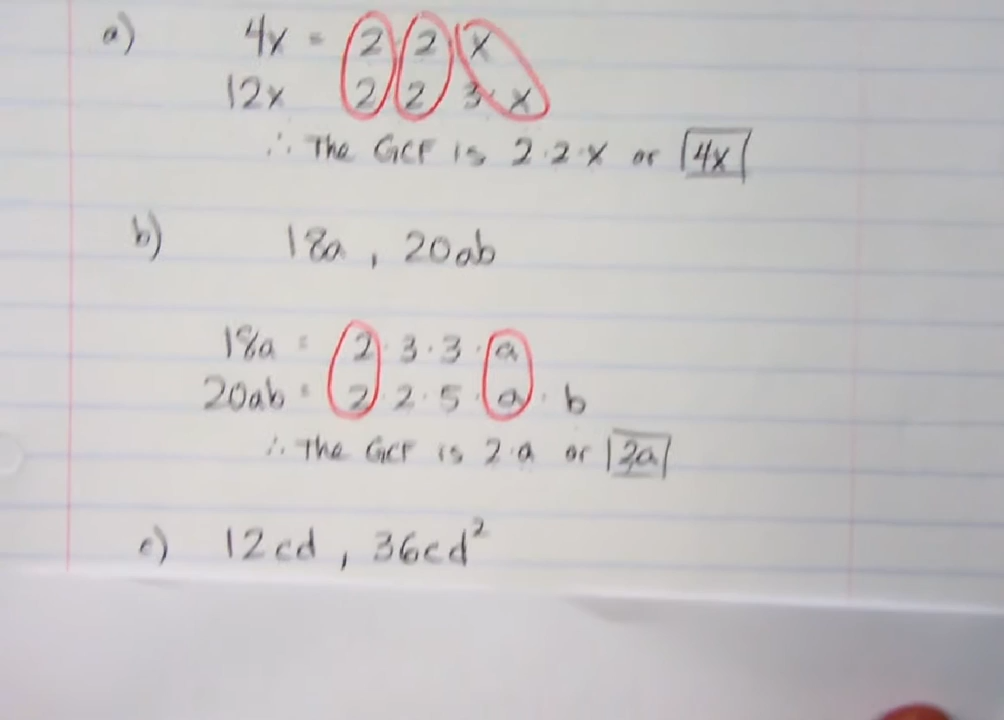 a) 4x = 2 2 x
12x 2 2 3 · x
∴ The GCF is 2·2·x or 4x
b) 18a , 20ab
18a = 2 · 3 · 3 · a
20ab = 2 · 2 · 5 · a · b
∴ The GCF is 2·a or 2a
c) 12cd , 36cd²